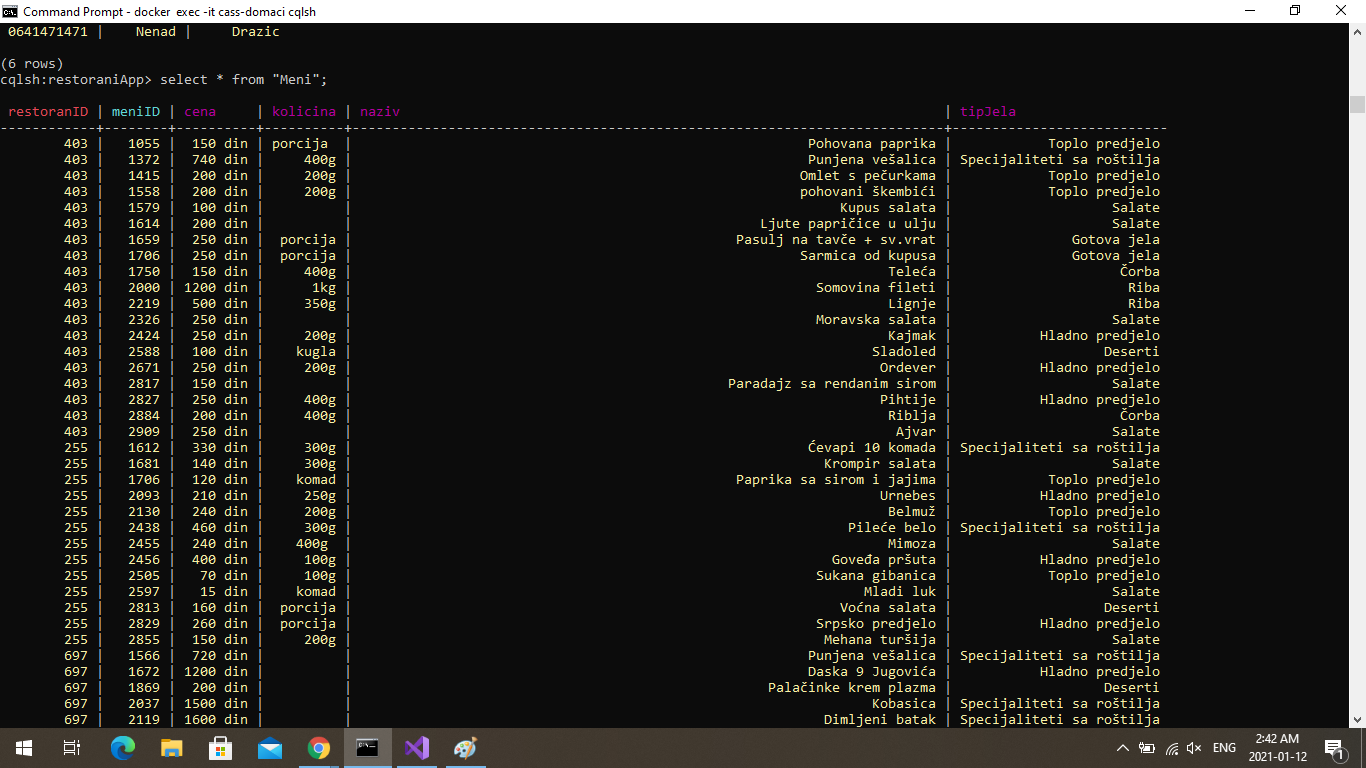 Command Prompt - docker exec -it cass-domaci cqlsh
0641471471 | Nenad | Drazic
(6 rows)
cqlsh:restoraniApp> select * from "Meni";
restoranID | meniID | cena | kolicina | naziv | tipJela
-----------+--------+----------+----------+--------------------------------------------------------------------------+---------------------------
403 | 1055 | 150 din | porcija | Pohovana paprika | Toplo predjelo
403 | 1372 | 740 din | 400g | Punjena vešalica | Specijaliteti sa roštilja
403 | 1415 | 200 din | 200g | Omlet s pečurkama | Toplo predjelo
403 | 1558 | 200 din | 200g | pohovani škembići | Toplo predjelo
403 | 1579 | 100 din | | Kupus salata | Salate
403 | 1614 | 200 din | | Ljute papričice u ulju | Salate
403 | 1659 | 250 din | porcija | Pasulj na tavče + sv.vrat | Gotova jela
403 | 1706 | 250 din | porcija | Sarmica od kupusa | Gotova jela
403 | 1750 | 150 din | 400g | Teleća | Čorba
403 | 2000 | 1200 din | 1kg | Somovina fileti | Riba
403 | 2219 | 500 din | 350g | Lignje | Riba
403 | 2326 | 250 din | | Moravska salata | Salate
403 | 2424 | 250 din | 200g | Kajmak | Hladno predjelo
403 | 2588 | 100 din | kugla | Sladoled | Deserti
403 | 2671 | 250 din | 200g | Ordever | Hladno predjelo
403 | 2817 | 150 din | | Paradajz sa rendanim sirom | Salate
403 | 2827 | 250 din | 400g | Pihtije | Hladno predjelo
403 | 2884 | 200 din | 400g | Riblja | Čorba
403 | 2909 | 250 din | | Ajvar | Salate
255 | 1612 | 330 din | 300g | Ćevapi 10 komada | Specijaliteti sa roštilja
255 | 1681 | 140 din | 300g | Krompir salata | Salate
255 | 1706 | 120 din | komad | Paprika sa sirom i jajima | Toplo predjelo
255 | 2093 | 210 din | 250g | Urnebes | Hladno predjelo
255 | 2130 | 240 din | 200g | Belmuž | Toplo predjelo
255 | 2438 | 460 din | 300g | Pileće belo | Specijaliteti sa roštilja
255 | 2455 | 240 din | 400g | Mimoza | Salate
255 | 2456 | 400 din | 100g | Goveđa pršuta | Hladno predjelo
255 | 2505 | 70 din | 100g | Sukana gibanica | Toplo predjelo
255 | 2597 | 15 din | komad | Mladi luk | Salate
255 | 2813 | 160 din | porcija | Voćna salata | Deserti
255 | 2829 | 260 din | porcija | Srpsko predjelo | Hladno predjelo
255 | 2855 | 150 din | 200g | Mehana turšija | Salate
697 | 1566 | 720 din | | Punjena vešalica | Specijaliteti sa roštilja
697 | 1672 | 1200 din | | Daska 9 Jugovića | Hladno predjelo
697 | 1869 | 200 din | | Palačinke krem plazma | Deserti
697 | 2037 | 1500 din | | Kobasica | Specijaliteti sa roštilja
697 | 2119 | 1600 din | | Dimljeni batak | Specijaliteti sa roštilja
ENG
2:42 AM
2021-01-12
1